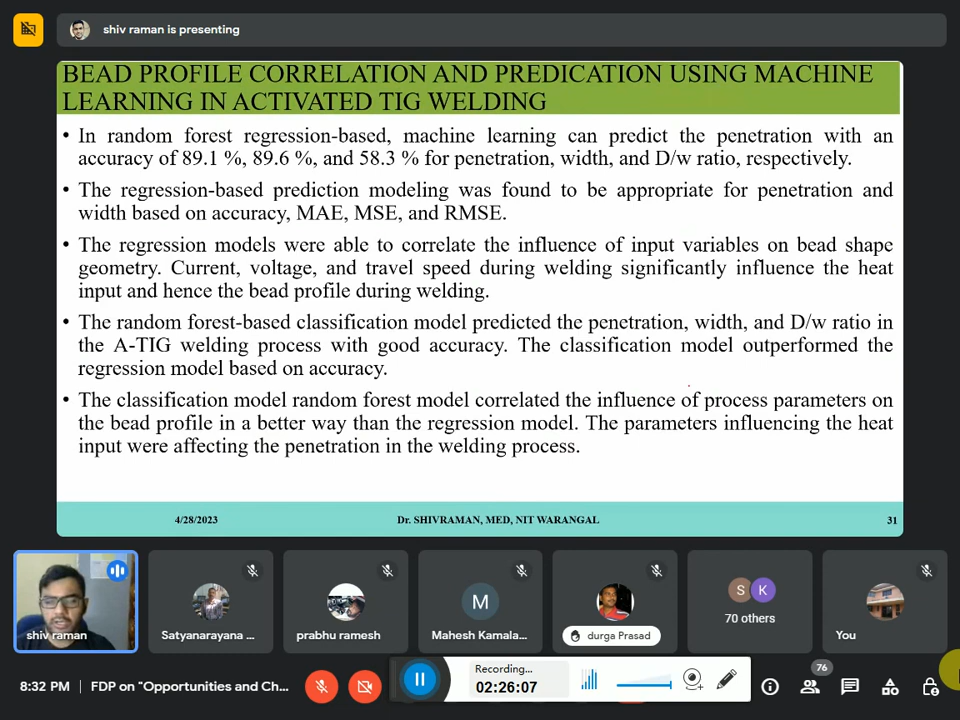 shiv raman is presenting
BEAD PROFILE CORRELATION AND PREDICATION USING MACHINE
LEARNING IN ACTIVATED TIG WELDING
• In random forest regression-based, machine learning can predict the penetration with an
accuracy of 89.1 %, 89.6 %, and 58.3 % for penetration, width, and D/w ratio, respectively.
• The regression-based prediction modeling was found to be appropriate for penetration and
width based on accuracy, MAE, MSE, and RMSE.
• The regression models were able to correlate the influence of input variables on bead shape
geometry. Current, voltage, and travel speed during welding significantly influence the heat
input and hence the bead profile during welding.
• The random forest-based classification model predicted the penetration, width, and D/w ratio in
the A-TIG welding process with good accuracy. The classification model outperformed the
regression model based on accuracy.
• The classification model random forest model correlated the influence of process parameters on
the bead profile in a better way than the regression model. The parameters influencing the heat
input were affecting the penetration in the welding process.
4/28/2023 Dr. SHIVRAMAN, MED, NIT WARANGAL 31
shiv raman
Satyanarayana ...
prabhu ramesh
M
Mahesh Kamala...
durga Prasad
S K
70 others
You
8:32 PM | FDP on "Opportunities and Ch...
Recording...
02:26:07
76